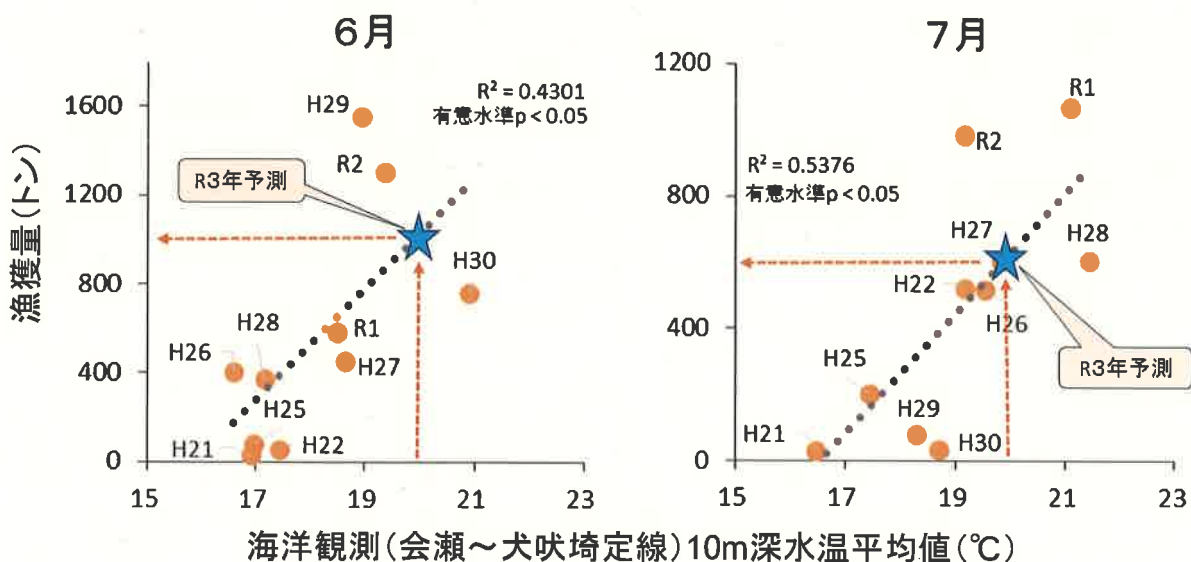 6月
7月
漁獲量(トン)
1600
1200
800
400
0
15
17
19
21
23
R² = 0.4301
有意水準p<0.05
H29
R2
R3年予測
H30
H28
R1
H26
H27
H25
H21
H22
1200
800
400
0
15
17
19
21
23
R² = 0.5376
有意水準p<0.05
R1
R2
H27
H28
H22
H26
R3年予測
H25
H29
H21
H30
海洋観測(会瀬～犬吠埼定線)10m深水温平均値(℃)